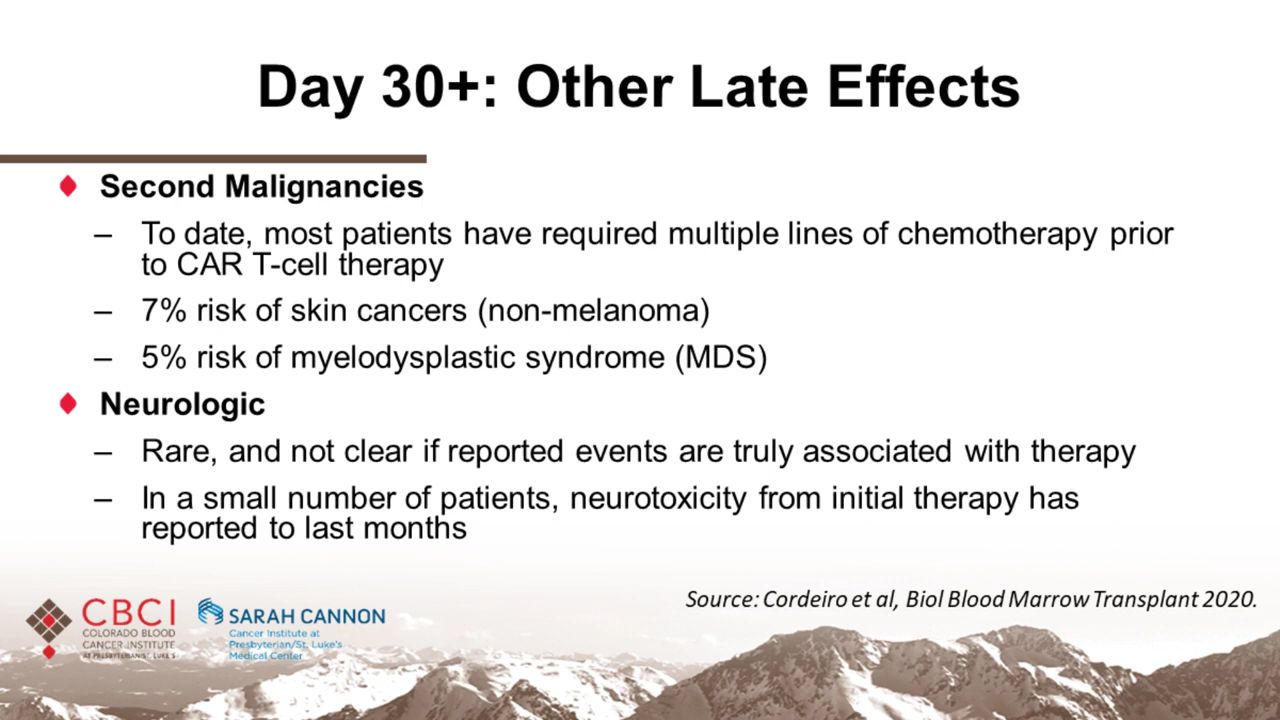 Day 30+: Other Late Effects
Second Malignancies
– To date, most patients have required multiple lines of chemotherapy prior
to CAR T-cell therapy
– 7% risk of skin cancers (non-melanoma)
– 5% risk of myelodysplastic syndrome (MDS)
Neurologic
– Rare, and not clear if reported events are truly associated with therapy
– In a small number of patients, neurotoxicity from initial therapy has
reported to last months
Source: Cordeiro et al, Biol Blood Marrow Transplant 2020.
CBCI
COLORADO BLOOD
CANCER INSTITUTE
AT PRESBYTERIAN/ST. LUKE'S
SARAH CANNON
Cancer Institute at
Presbyterian/St. Luke's
Medical Center